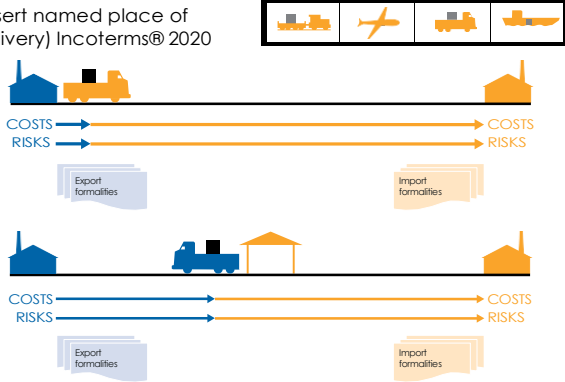 sert named place of
ivery) Incoterms® 2020
COSTS COSTS
RISKS RISKS
Export
formalities
Import
formalities
COSTS COSTS
RISKS RISKS
Export
formalities
Import
formalities